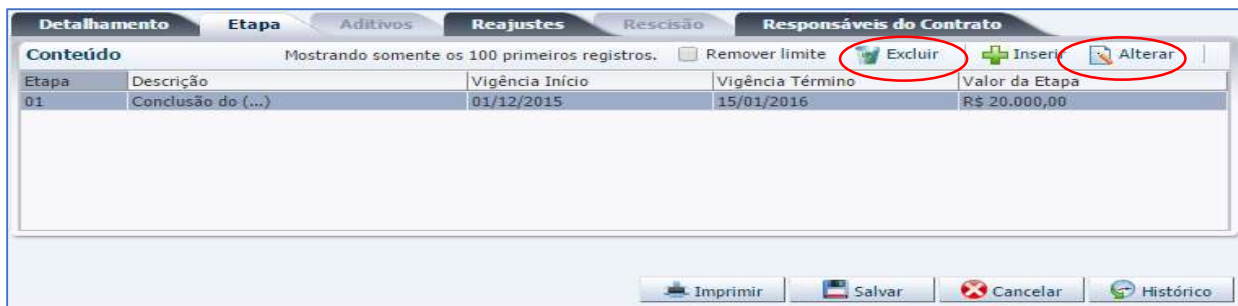 Detalhamento Etapa Aditivos Reajustes Rescisão Responsáveis do Contrato
Conteúdo Mostrando somente os 100 primeiros registros. Remover limite Excluir Inserir Alterar
Etapa Descrição Vigência Início Vigência Término Valor da Etapa
01 Conclusão do (...) 01/12/2015 15/01/2016 R$ 20.000,00
Imprimir Salvar Cancelar Histórico